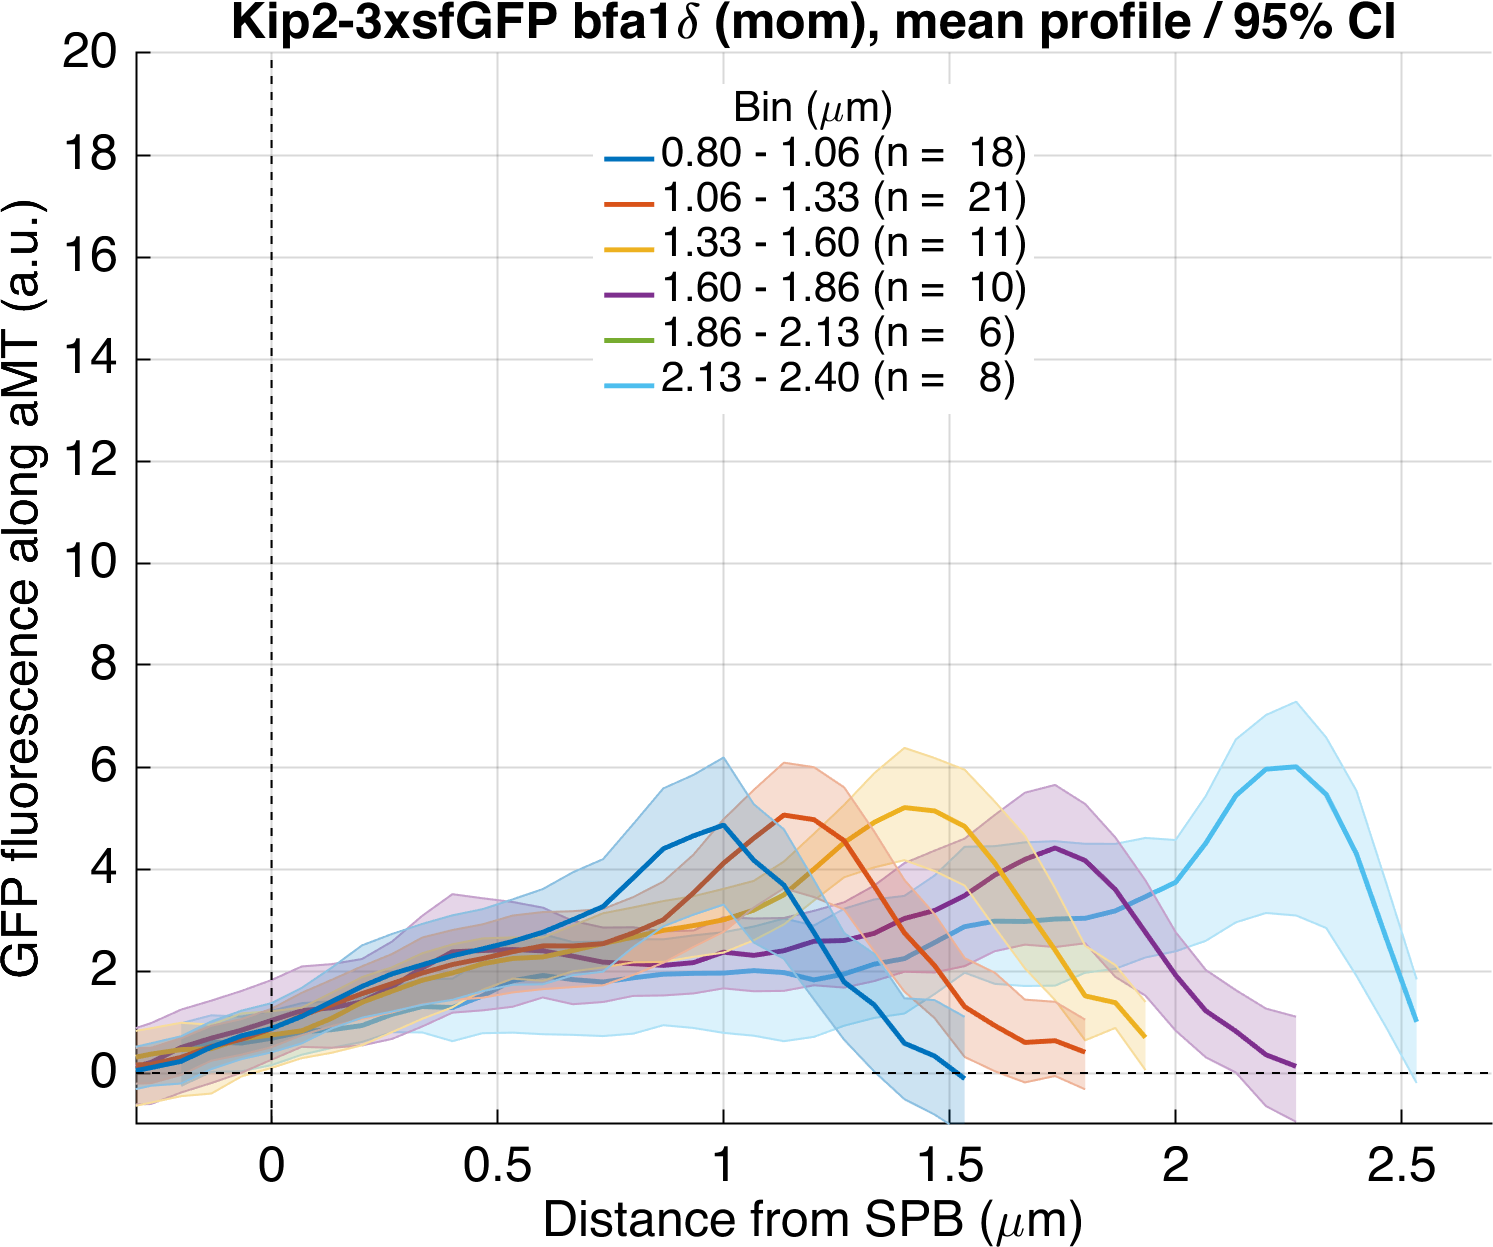 Kip2-3xsfGFP bfa1δ (mom), mean profile / 95% CI
GFP fluorescence along aMT (a.u.)
20
18
16
14
12
10
8
6
4
2
0
Bin (μm)
0.80 - 1.06 (n = 18)
1.06 - 1.33 (n = 21)
1.33 - 1.60 (n = 11)
1.60 - 1.86 (n = 10)
1.86 - 2.13 (n = 6)
2.13 - 2.40 (n = 8)
0 0.5 1 1.5 2 2.5
Distance from SPB (μm)